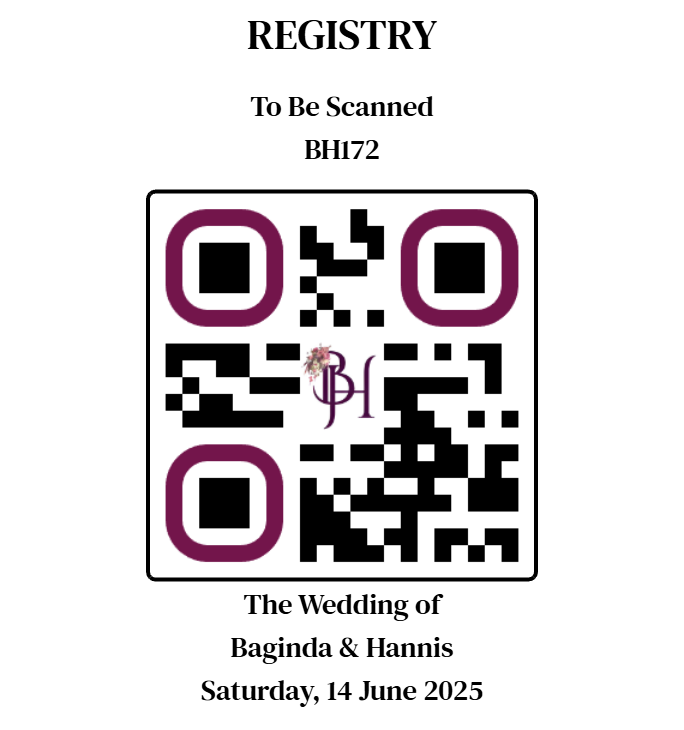 REGISTRY
To Be Scanned
BH172
BH
The Wedding of
Baginda & Hannis
Saturday, 14 June 2025